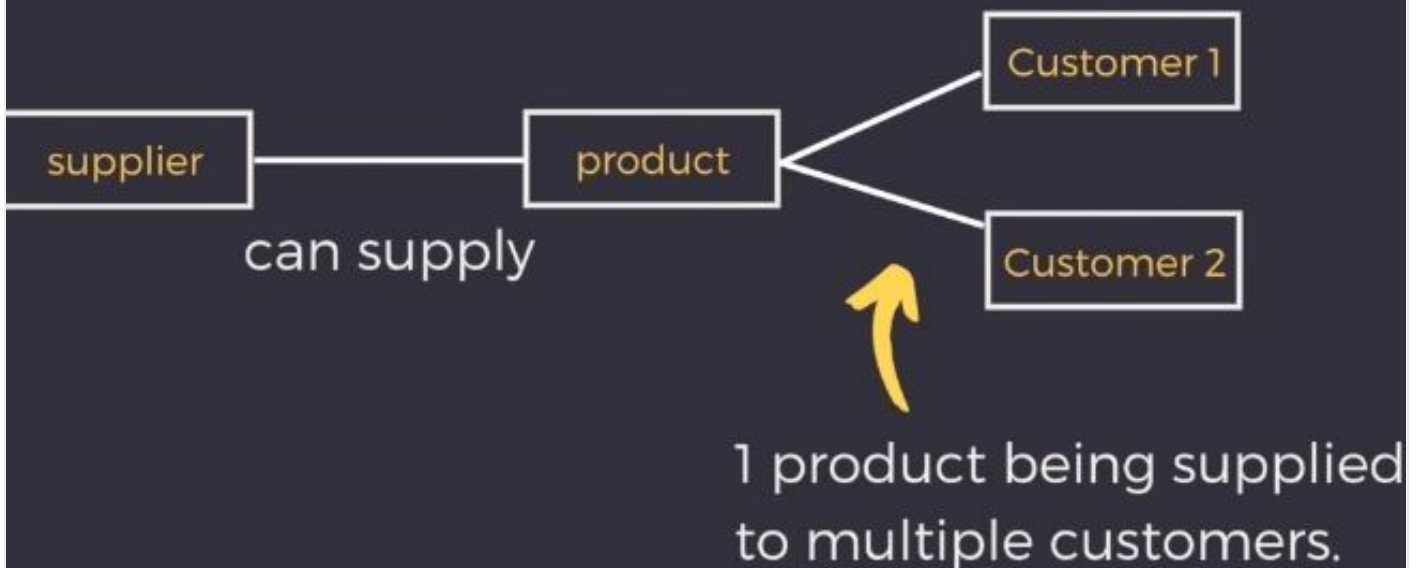 Customer 1
supplier
product
can supply
Customer 2
1 product being supplied
to multiple customers.